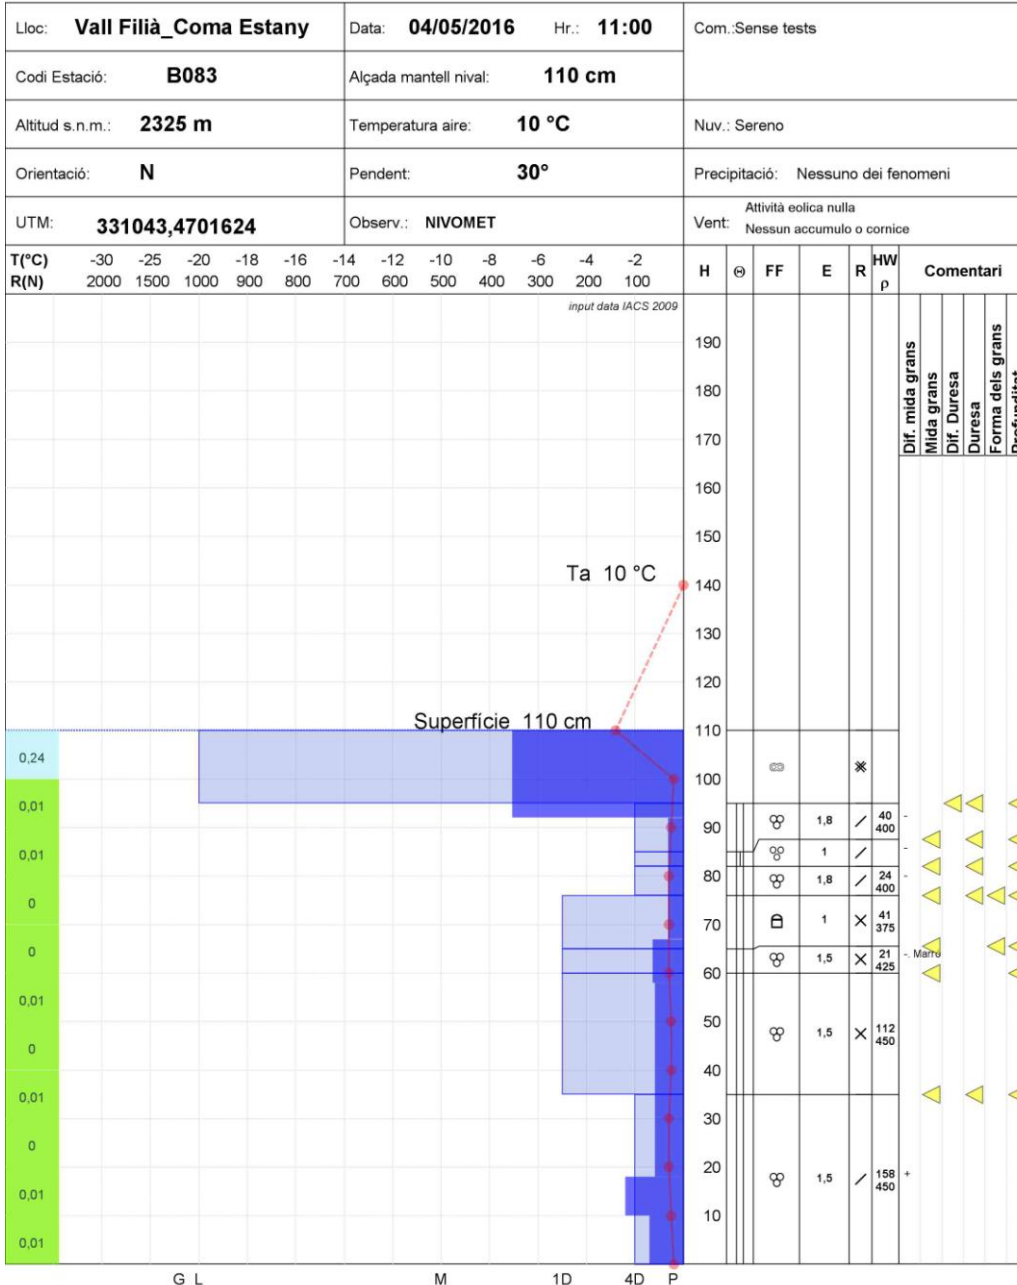 Lloc: Vall Filià_Coma Estany Data: 04/05/2016 Hr.: 11:00 Com.:Sense tests
Codi Estació: B083 Alçada mantell nival: 110 cm
Altitud s.n.m.: 2325 m Temperatura aire: 10 °C Nuv.: Sereno
Orientació: N Pendent: 30° Precipitació: Nessuno dei fenomeni
UTM: 331043,4701624 Observ.: NIVOMET Vent: Attività eolica nulla
Nessun accumulo o cornice
T(°C) -30 -25 -20 -18 -16 -14 -12 -10 -8 -6 -4 -2
R(N) 2000 1500 1000 900 800 700 600 500 400 300 200 100
H Θ FF E R HW ρ Comentari
input data IACS 2009
Dif. mida grans
Mida grans
Dif. Duresa
Duresa
Forma dels grans
Profunditat
190
180
170
160
150
Ta 10 °C
140
130
120
Superfície 110 cm 110
0,24
100
0,01 90 1,8 / 40 400 -
0,01 1 / -
80 1,8 / 24 400 -
0 70 1 X 41 375
0 60 1,5 X 21 425 -. Marró
0,01 50 1,5 X 112 450
0 40
0,01 30
0 20 1,5 / 158 450 +
0,01 10
0,01
G L M 1D 4D P